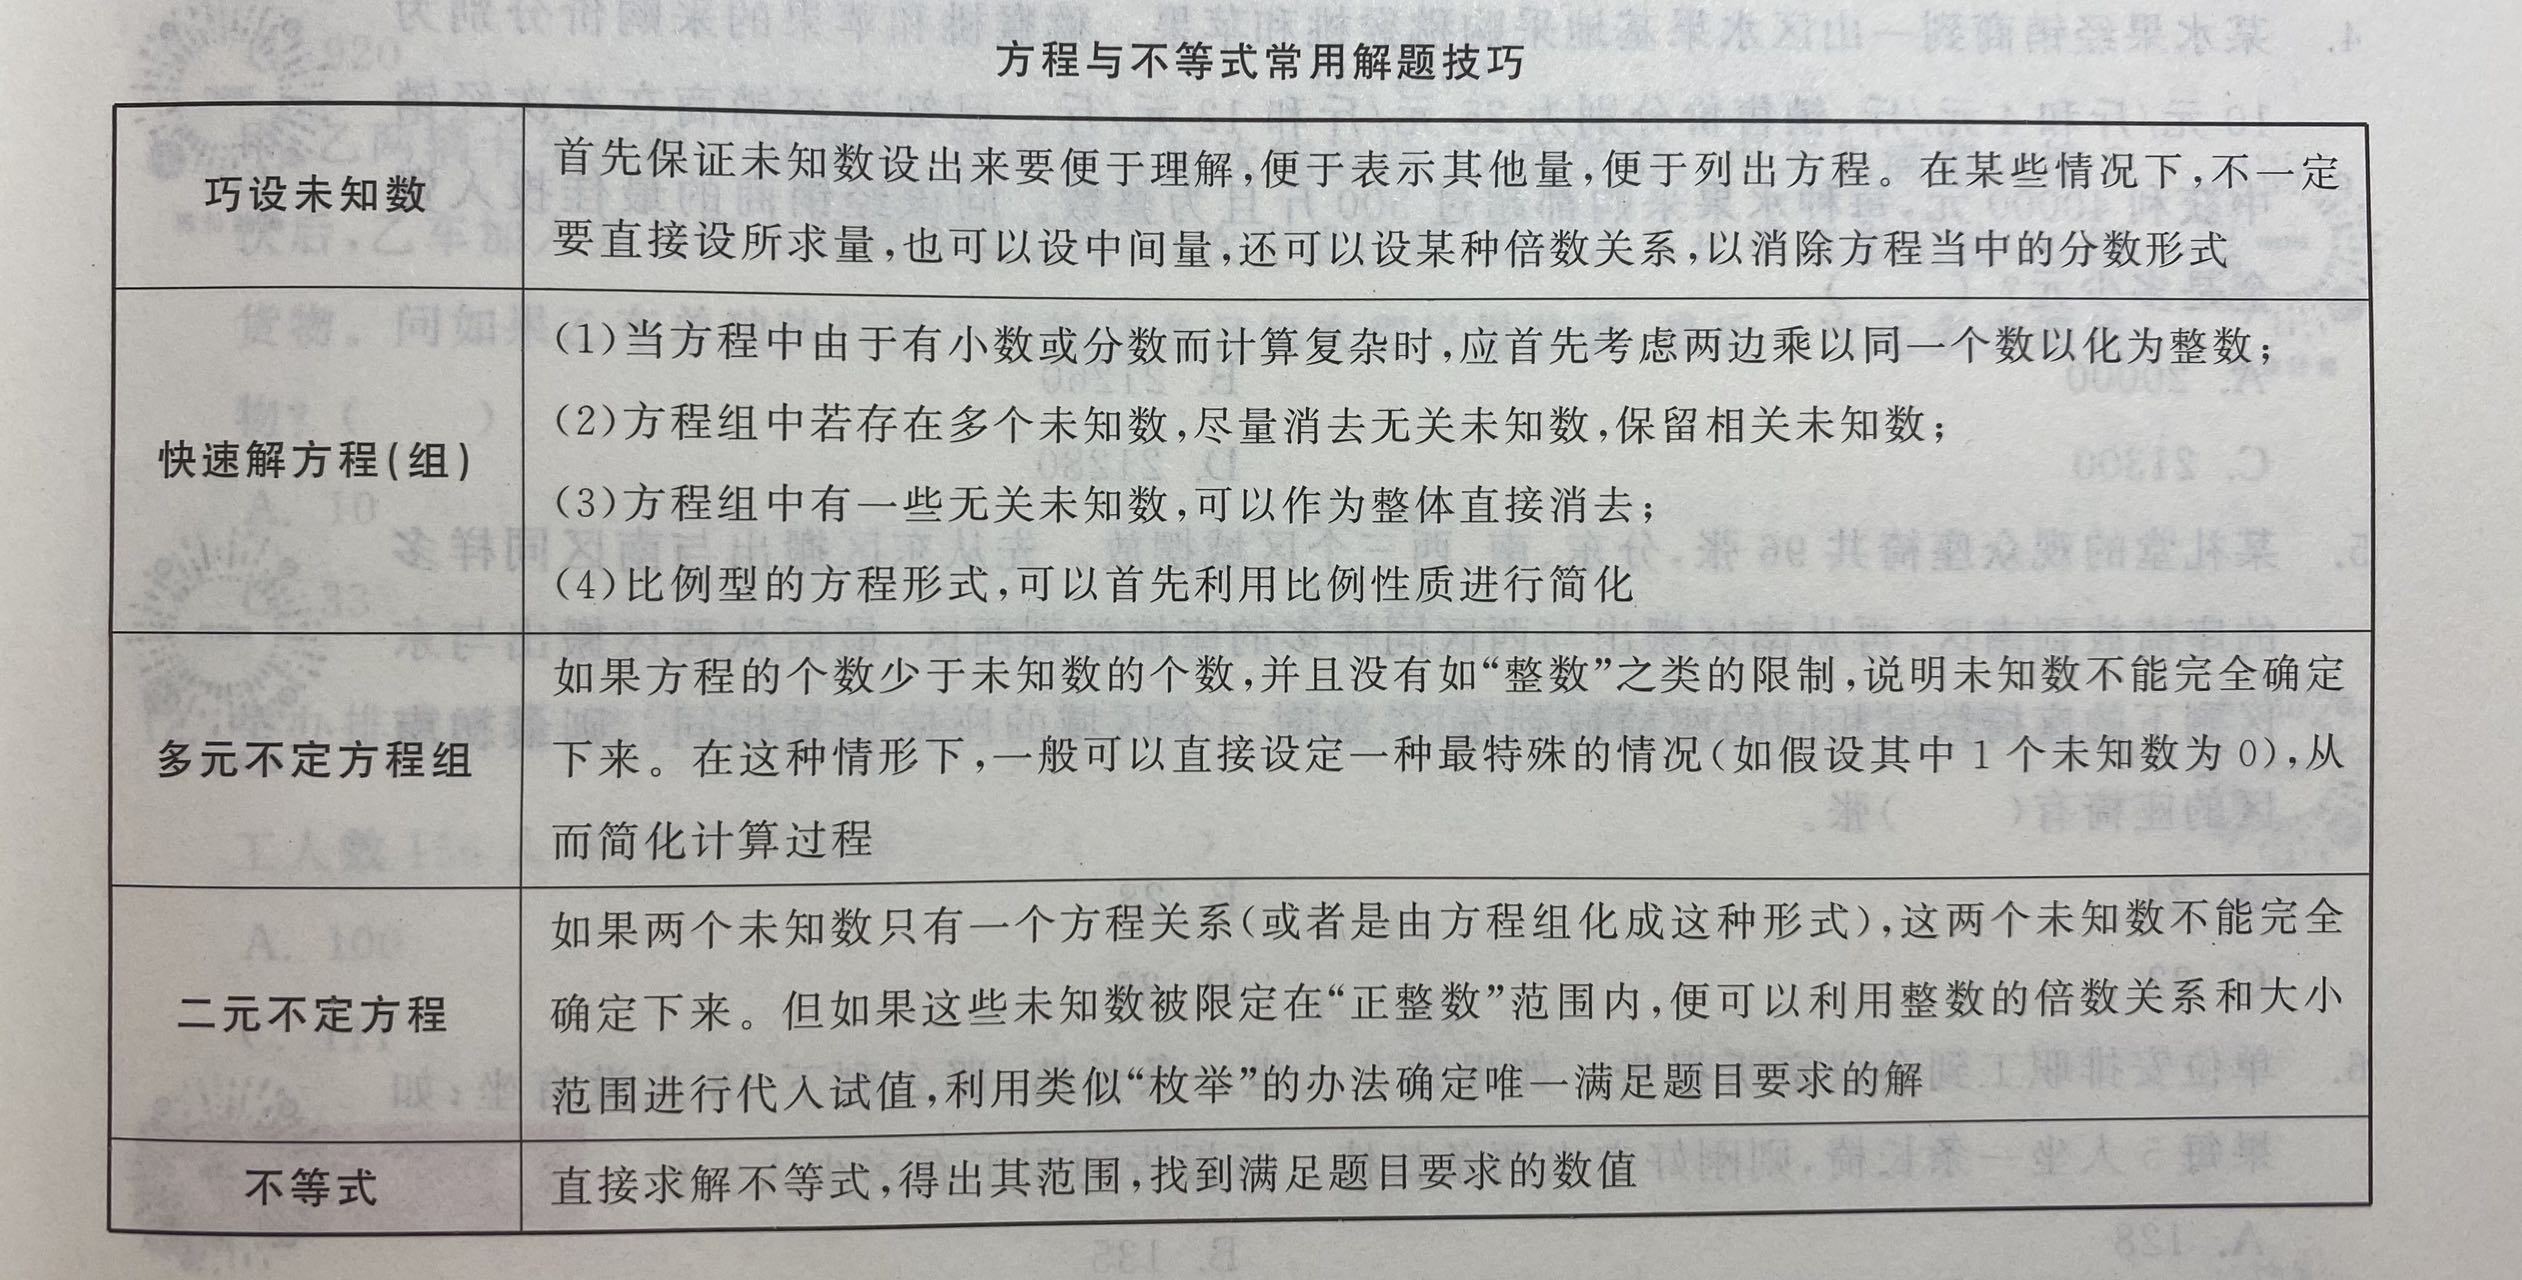 方程与不等式常用解题技巧
巧设未知数
首先保证未知数设出来要便于理解,便于表示其他量,便于列出方程。在某些情况下,不一定
要直接设所求量,也可以设中间量,还可以设某种倍数关系,以消除方程当中的分数形式
快速解方程(组)
(1)当方程中由于有小数或分数而计算复杂时,应首先考虑两边乘以同一个数以化为整数;
(2)方程组中若存在多个未知数,尽量消去无关未知数,保留相关未知数;
(3)方程组中有一些无关未知数,可以作为整体直接消去;
(4)比例型的方程形式,可以首先利用比例性质进行简化
多元不定方程组
如果方程的个数少于未知数的个数,并且没有如“整数”之类的限制,说明未知数不能完全确定
下来。在这种情形下,一般可以直接设定一种最特殊的情况(如假设其中1个未知数为0),从
而简化计算过程
二元不定方程
如果两个未知数只有一个方程关系(或者是由方程组化成这种形式),这两个未知数不能完全
确定下来。但如果这些未知数被限定在“正整数”范围内,便可以利用整数的倍数关系和大小
范围进行代入试值,利用类似“枚举”的办法确定唯一满足题目要求的解
不等式
直接求解不等式,得出其范围,找到满足题目要求的数值